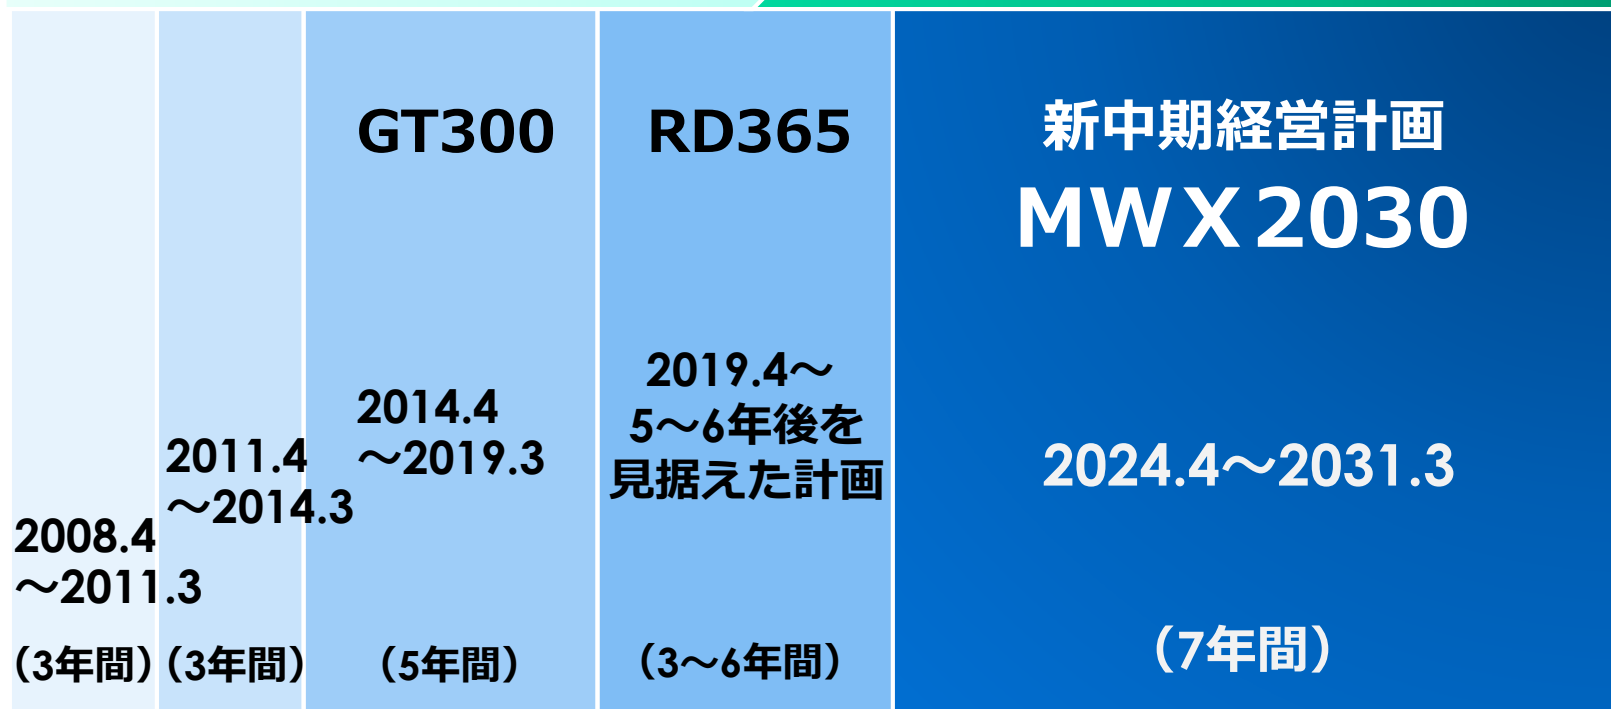 2008.4
～2011.3
（3年間）
2011.4
～2014.3
（3年間）
GT300
2014.4
～2019.3
（5年間）
RD365
2019.4～
5～6年後を
見据えた計画
（3～6年間）
新中期経営計画
ＭＷＸ2030
2024.4～2031.3
（7年間）